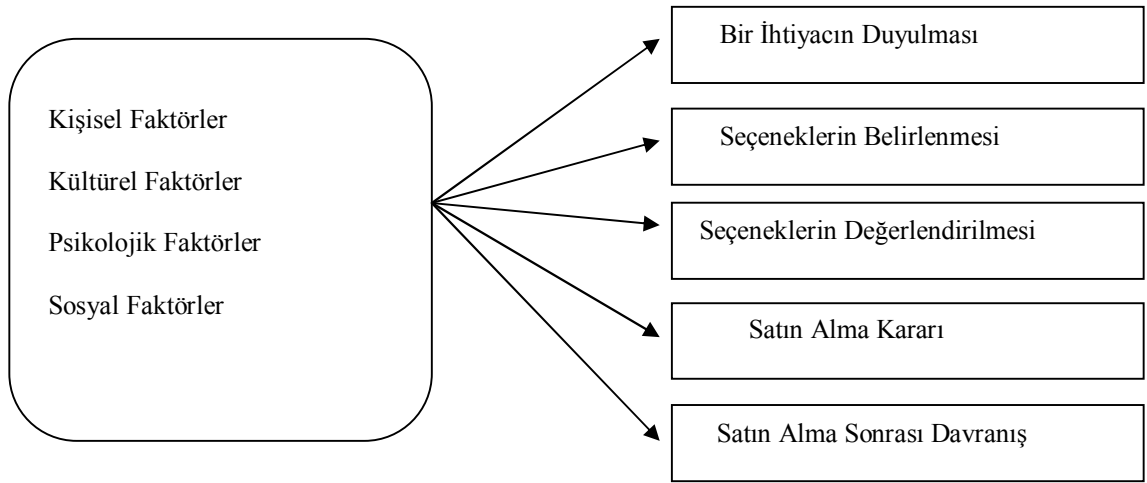 Kişisel Faktörler
Kültürel Faktörler
Psikolojik Faktörler
Sosyal Faktörler
Bir İhtiyacın Duyulması
Seçeneklerin Belirlenmesi
Seçeneklerin Değerlendirilmesi
Satın Alma Kararı
Satın Alma Sonrası Davranış